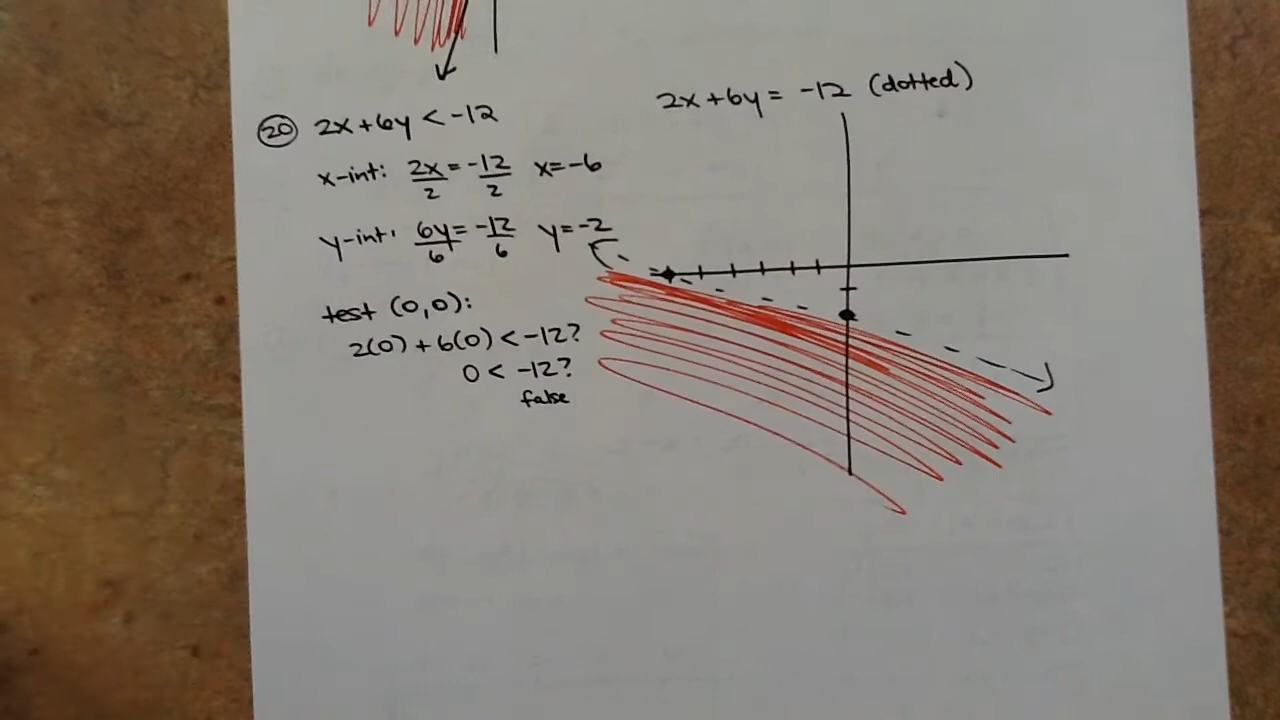 20 2x + 6y < -12
x-int: 2x/2 = -12/2 x = -6
y-int: 6y/6 = -12/6 y = -2
test (0,0):
2(0) + 6(0) < -12?
0 < -12?
false
2x + 6y = -12 (dotted)